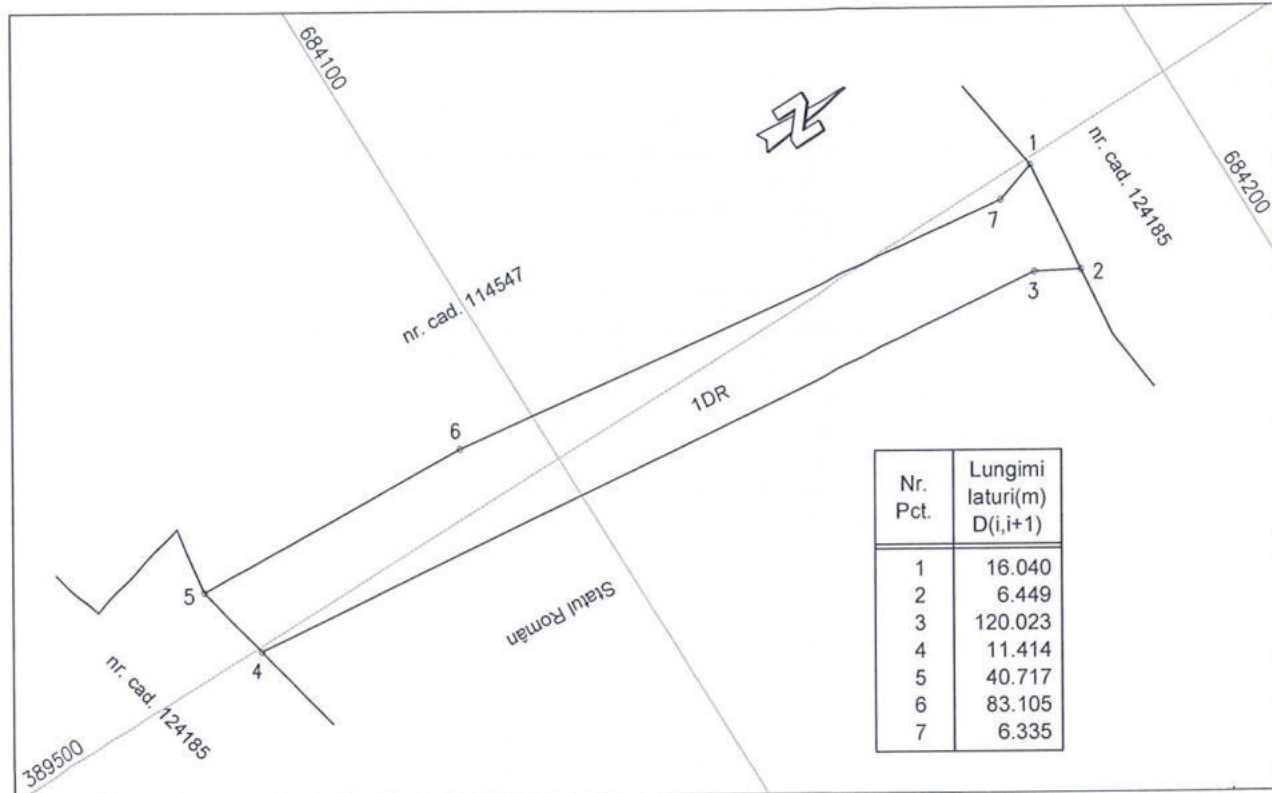 684100
1
nr. cad. 124185
684200
7
2
3
nr. cad. 114547
6
1DR
5
Statul Român
4
nr. cad. 124185
389500
Nr. Pct.
Lungimi laturi(m) D(i,i+1)
1 16.040
2 6.449
3 120.023
4 11.414
5 40.717
6 83.105
7 6.335